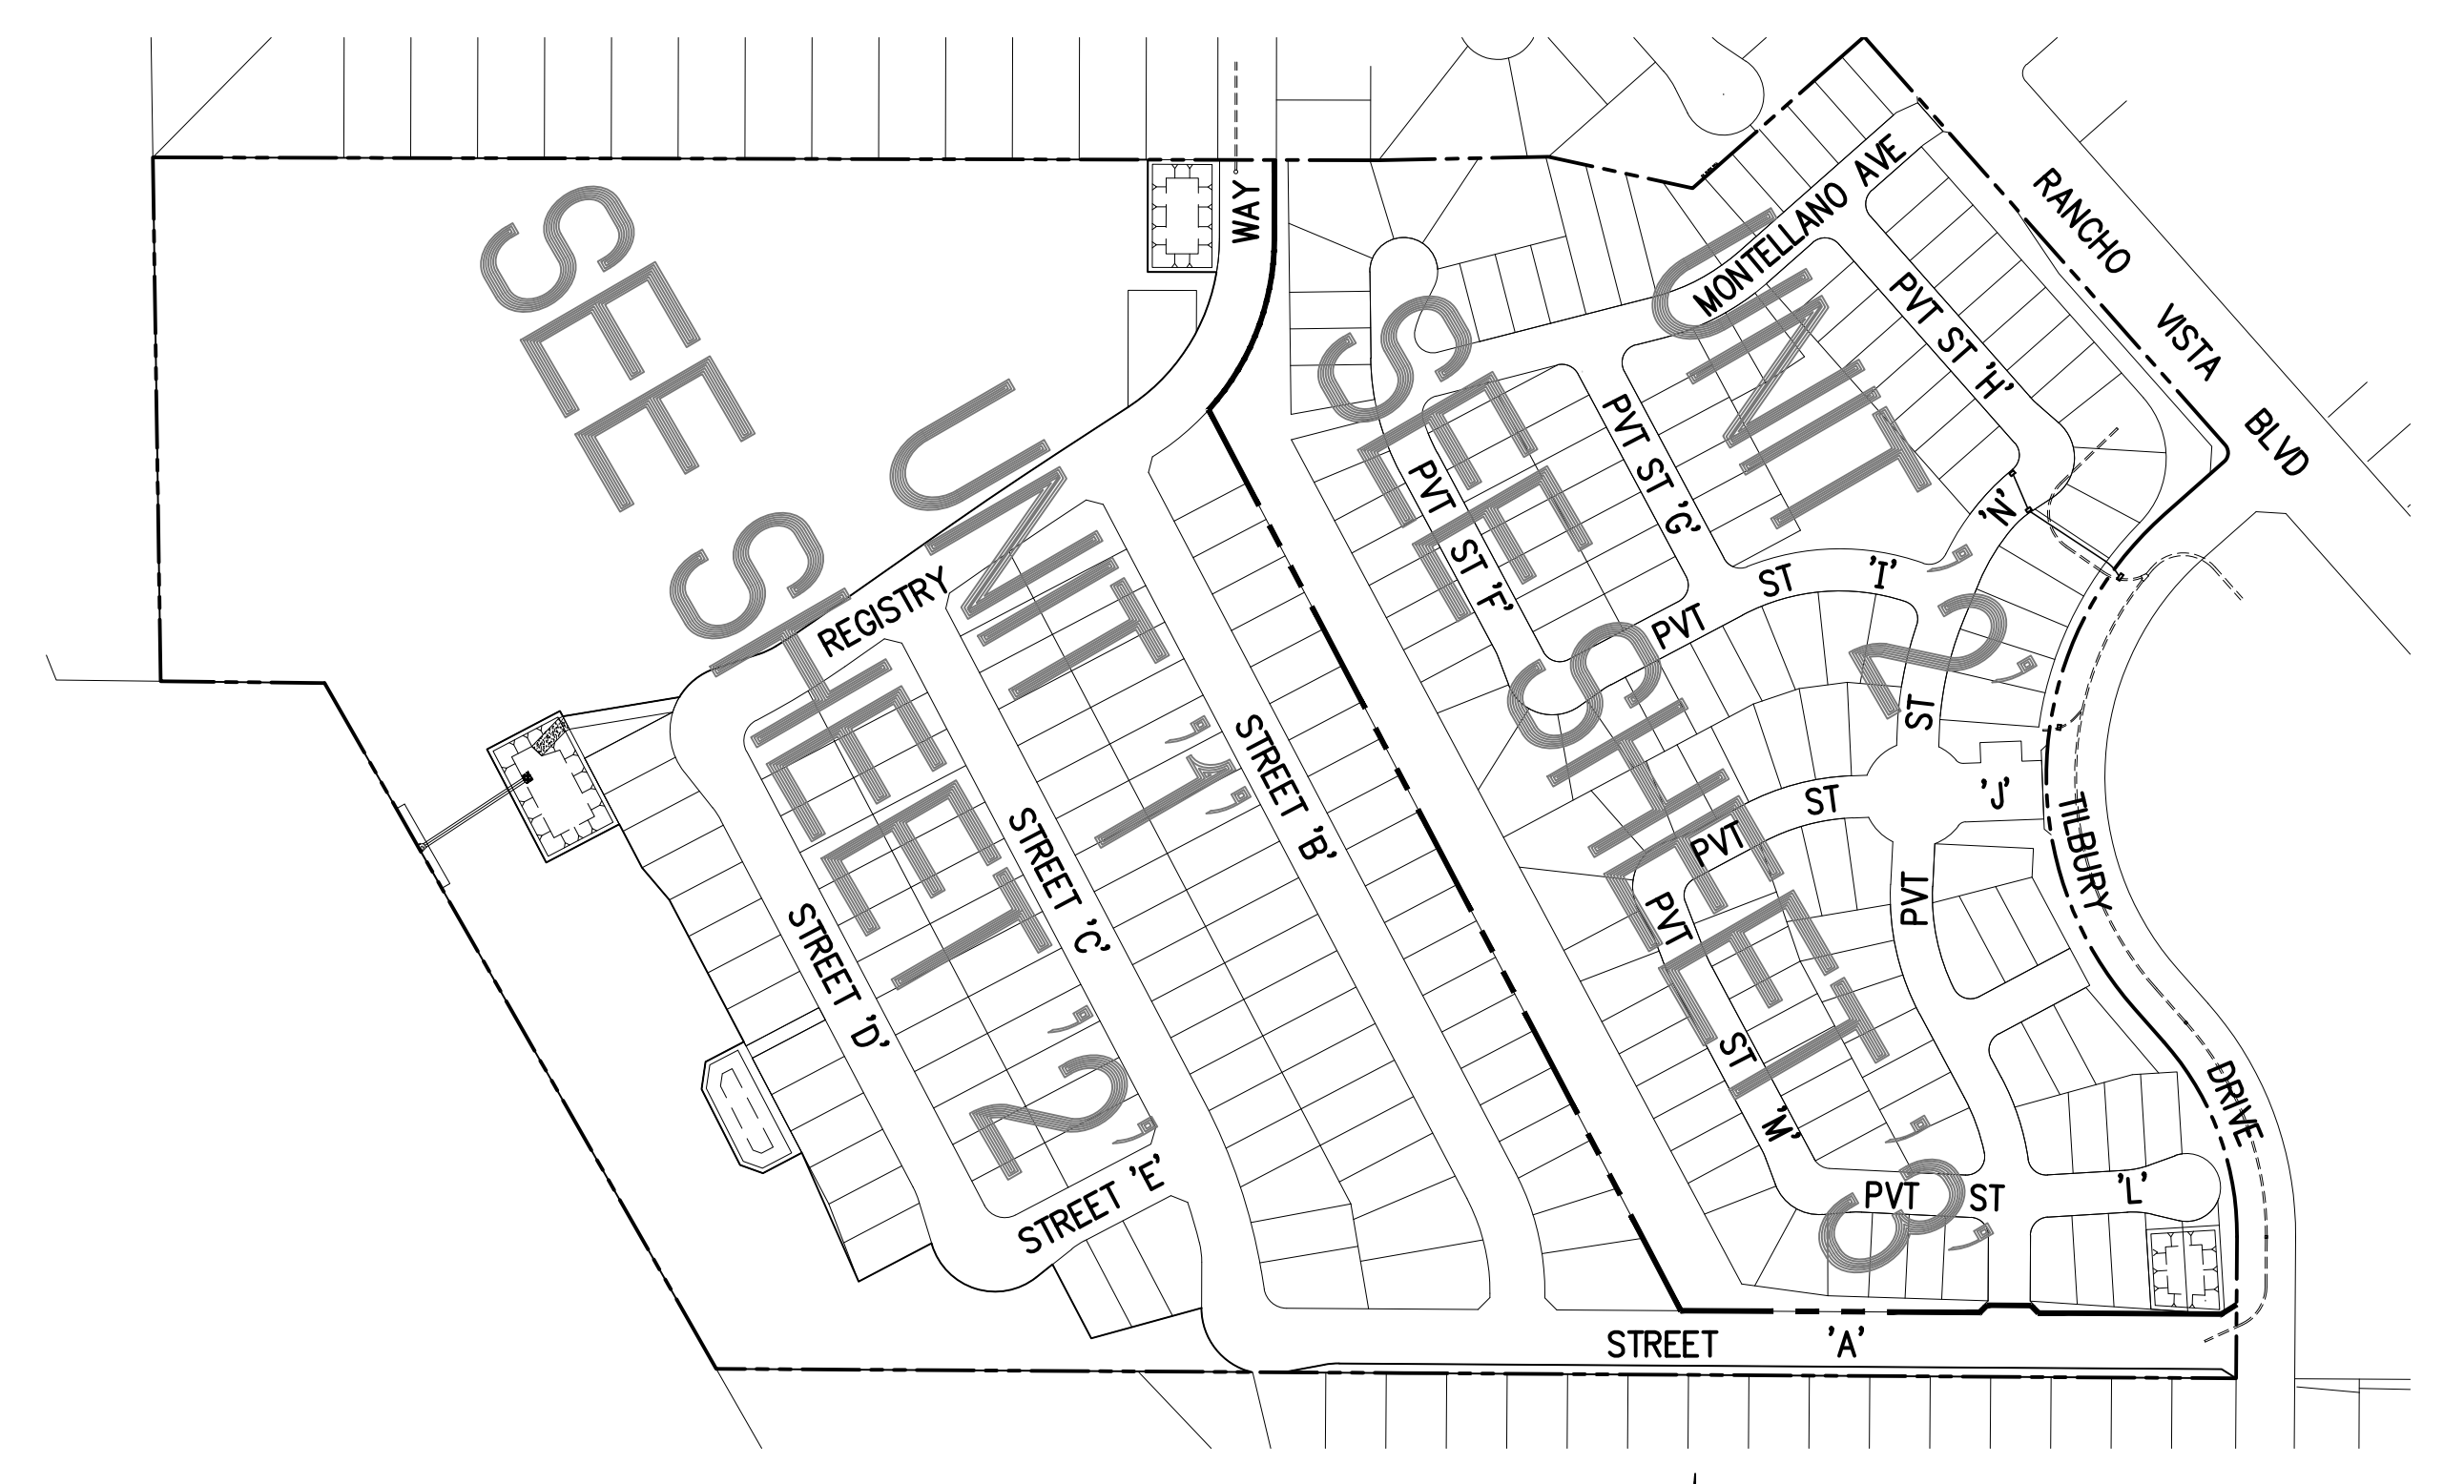 WAY
MONTELLANO AVE
RANCHO VISTA BLVD
PVT ST 'H'
UNIT '1'
SEE SHEET '2'
UNIT '2'
SEE SHEET '3'
REGISTRY
PVT ST 'G'
PVT ST 'F'
PVT ST 'I'
PVT ST 'N'
PVT ST 'J'
TILBURY DRIVE
STREET 'B'
STREET 'C'
STREET 'D'
STREET 'E'
PVT ST 'M'
PVT ST 'L'
STREET 'A'